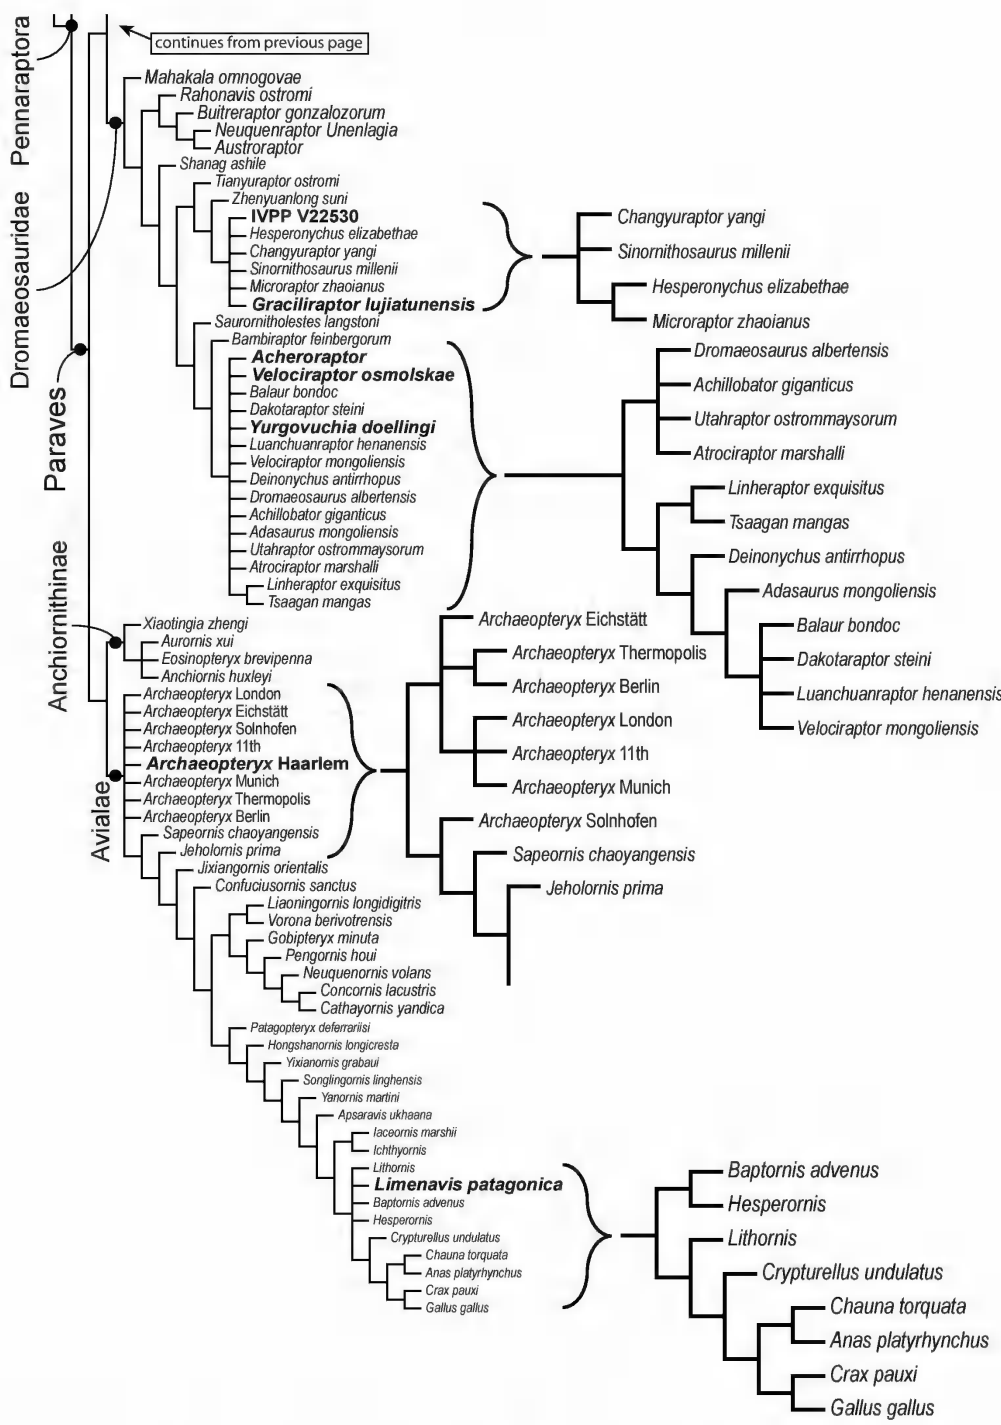 Pennaraptora
Dromaeosauridae
Paraves
Anchiornithinae
Avialae
continues from previous page
Mahakala omnogovae
Rahonavis ostromi
Buitreraptor gonzalozorum
Neuquenraptor Unenlagia
Austroraptor
Shanag ashile
Tianyuraptor ostromi
Zhenyuanlong suni
IVPP V22530
Hesperonychus elizabethae
Changyuraptor yangi
Sinornithosaurus millenii
Microraptor zhaoianus
Graciliraptor lujiatunensis
Saurornitholestes langstoni
Bambiraptor feinbergorum
Acheroraptor
Velociraptor osmolskae
Balaur bondoc
Dakotaraptor steini
Yurgovuchia doellingi
Luanchuanraptor henanensis
Velociraptor mongoliensis
Deinonychus antirrhopus
Dromaeosaurus albertensis
Achillobator giganticus
Adasaurus mongoliensis
Utahraptor ostrommaysorum
Atrociraptor marshalli
Linheraptor exquisitus
Tsaagan mangas
Xiaotingia zhengi
Aurornis xui
Eosinopteryx brevipenna
Anchiornis huxleyi
Archaeopteryx London
Archaeopteryx Eichstätt
Archaeopteryx Solnhofen
Archaeopteryx 11th
Archaeopteryx Haarlem
Archaeopteryx Munich
Archaeopteryx Thermopolis
Archaeopteryx Berlin
Sapeornis chaoyangensis
Jeholornis prima
Jixiangornis orientalis
Confuciusornis sanctus
Liaoningornis longidigitris
Vorona berivotrensis
Gobipteryx minuta
Pengornis houi
Neuquenornis volans
Concornis lacustris
Cathayornis yandica
Patagopteryx deferrariisi
Hongshanornis longicresta
Yixianornis grabaui
Songlingornis linghensis
Yanornis martini
Apsaravis ukhaana
Iaceornis marshii
Ichthyornis
Lithornis
Limenavis patagonica
Baptornis advenus
Hesperornis
Crypturellus undulatus
Chauna torquata
Anas platyrhynchus
Crax pauxi
Gallus gallus
Changyuraptor yangi
Sinornithosaurus millenii
Hesperonychus elizabethae
Microraptor zhaoianus
Dromaeosaurus albertensis
Achillobator giganticus
Utahraptor ostrommaysorum
Atrociraptor marshalli
Linheraptor exquisitus
Tsaagan mangas
Deinonychus antirrhopus
Adasaurus mongoliensis
Balaur bondoc
Dakotaraptor steini
Luanchuanraptor henanensis
Velociraptor mongoliensis
Archaeopteryx Eichstätt
Archaeopteryx Thermopolis
Archaeopteryx Berlin
Archaeopteryx London
Archaeopteryx 11th
Archaeopteryx Munich
Archaeopteryx Solnhofen
Sapeornis chaoyangensis
Jeholornis prima
Baptornis advenus
Hesperornis
Lithornis
Crypturellus undulatus
Chauna torquata
Anas platyrhynchus
Crax pauxi
Gallus gallus